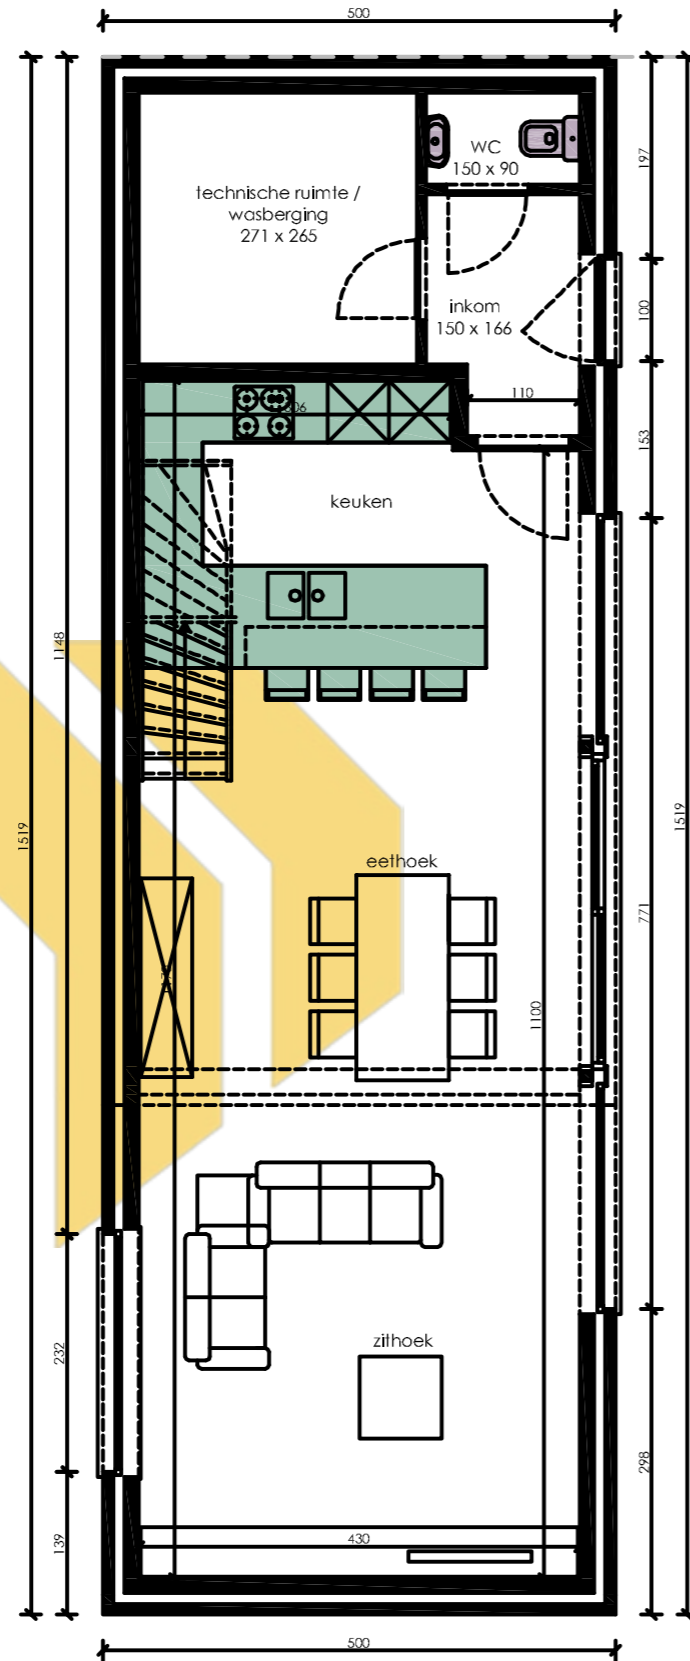 500
WC
150 x 90
technische ruimte /
wasberging
271 x 265
197
inkom
150 x 166
100
110
153
keuken
1148
1519
1519
eethoek
771
1100
zithoek
232
298
139
430
500